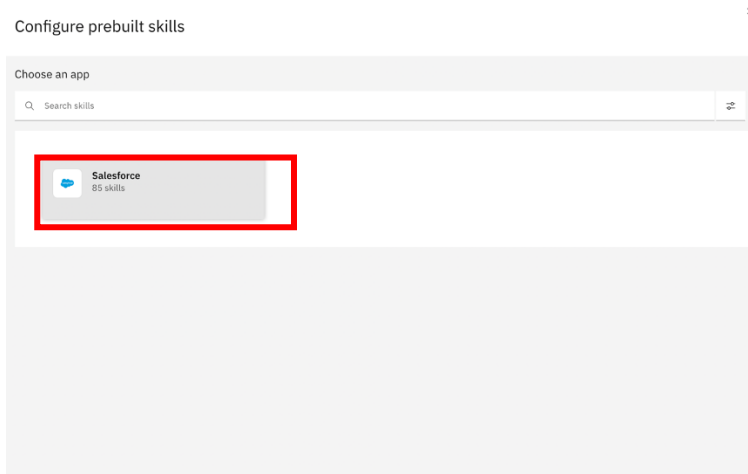 Configure prebuilt skills
Choose an app
Search skills
Salesforce
85 skills